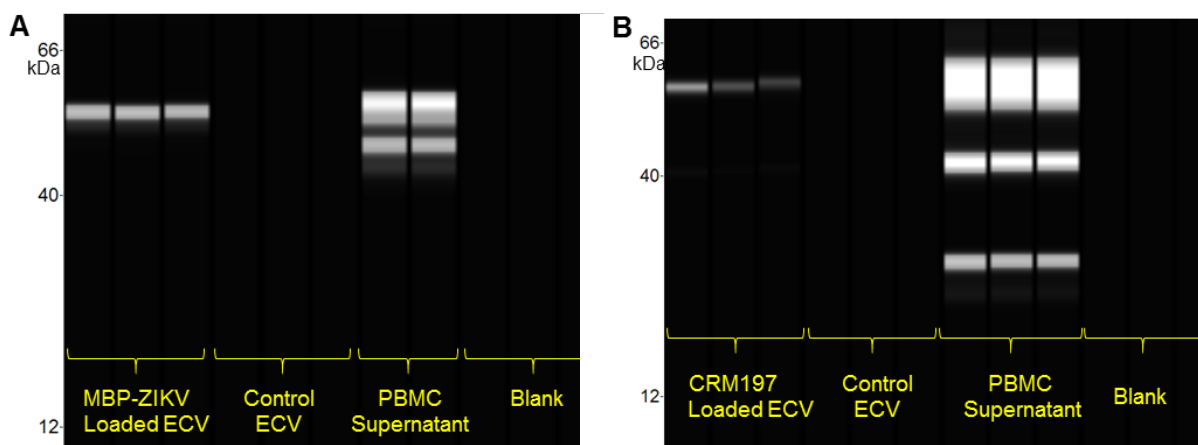 A
66
kDa
40
12
MBP-ZIKV
Loaded ECV
Control
ECV
PBMC
Supernatant
Blank
B
66
kDa
40
12
CRM197
Loaded ECV
Control
ECV
PBMC
Supernatant
Blank